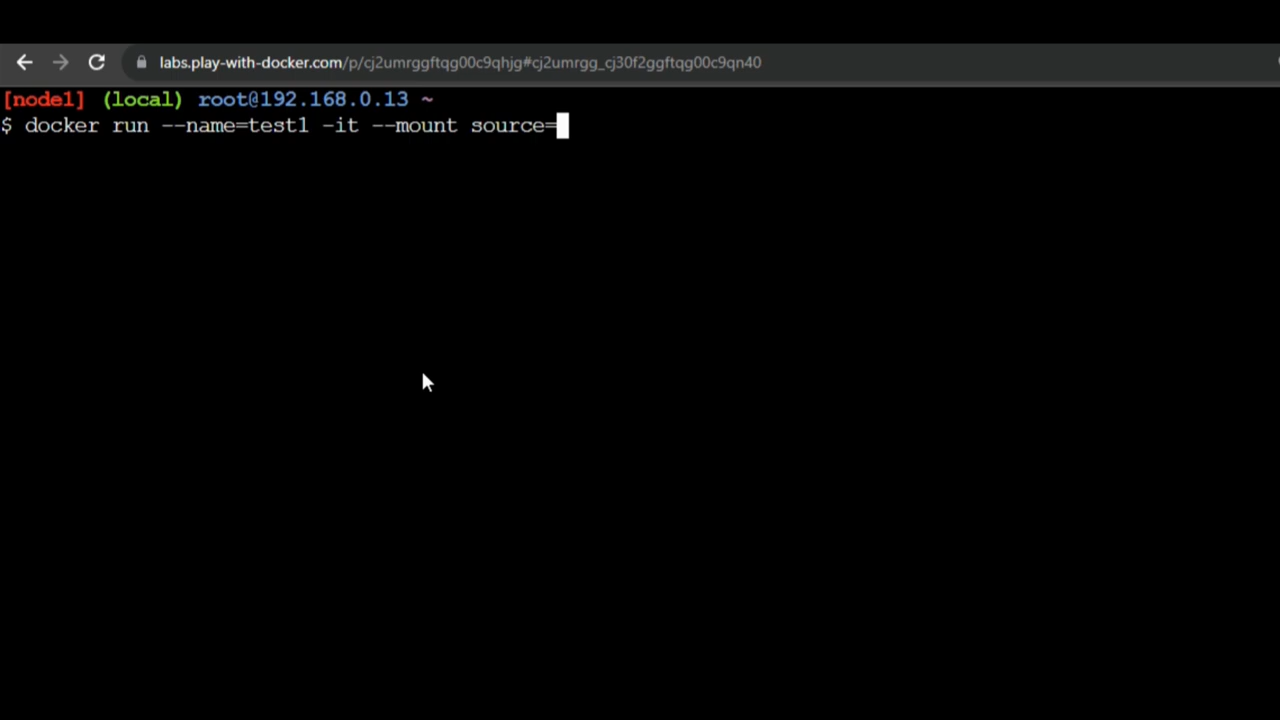 labs.play-with-docker.com/p/cj2umrggftqg00c9qhjg#cj2umrgg_cj30f2ggftqg00c9qn40
[node1] (local) root@192.168.0.13 ~
$ docker run --name=test1 -it --mount source=